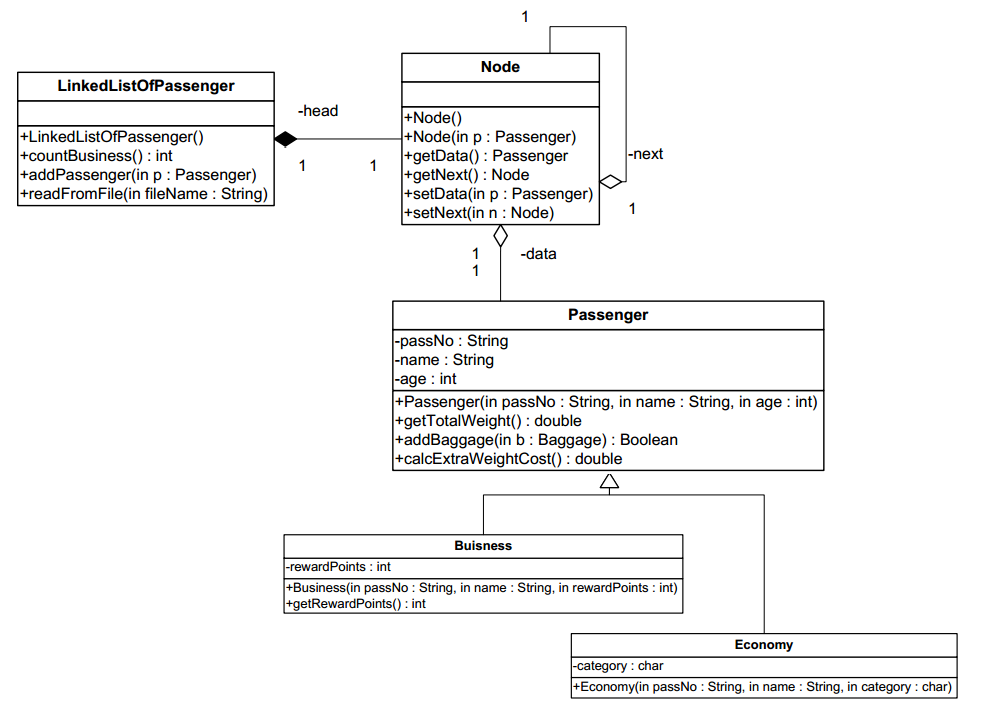 1
LinkedListOfPassenger
+LinkedListOfPassenger()
+countBusiness() : int
+addPassenger(in p : Passenger)
+readFromFile(in fileName : String)
-head
1
1
Node
+Node()
+Node(in p : Passenger)
+getData() : Passenger
+getNext() : Node
+setData(in p : Passenger)
+setNext(in n : Node)
-next
1
1
1
-data
Passenger
-passNo : String
-name : String
-age : int
+Passenger(in passNo : String, in name : String, in age : int)
+getTotalWeight() : double
+addBaggage(in b : Baggage) : Boolean
+calcExtraWeightCost() : double
Buisness
-rewardPoints : int
+Business(in passNo : String, in name : String, in rewardPoints : int)
+getRewardPoints() : int
Economy
-category : char
+Economy(in passNo : String, in name : String, in category : char)